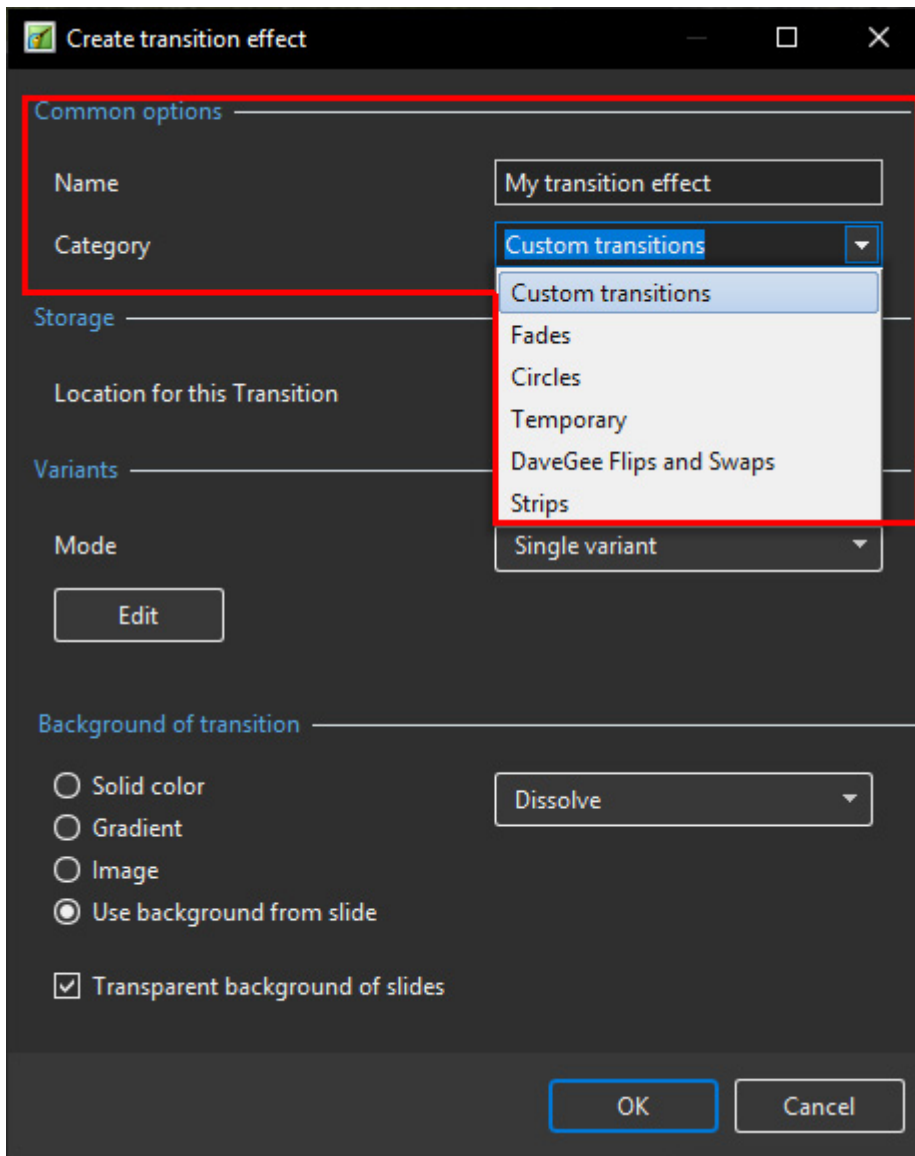 Create transition effect
Common options
Name
My transition effect
Category
Custom transitions
Custom transitions
Storage
Fades
Circles
Location for this Transition
Temporary
Variants
DaveGee Flips and Swaps
Strips
Mode
Single variant
Edit
Background of transition
Solid color
Dissolve
Gradient
Image
Use background from slide
Transparent background of slides
OK
Cancel